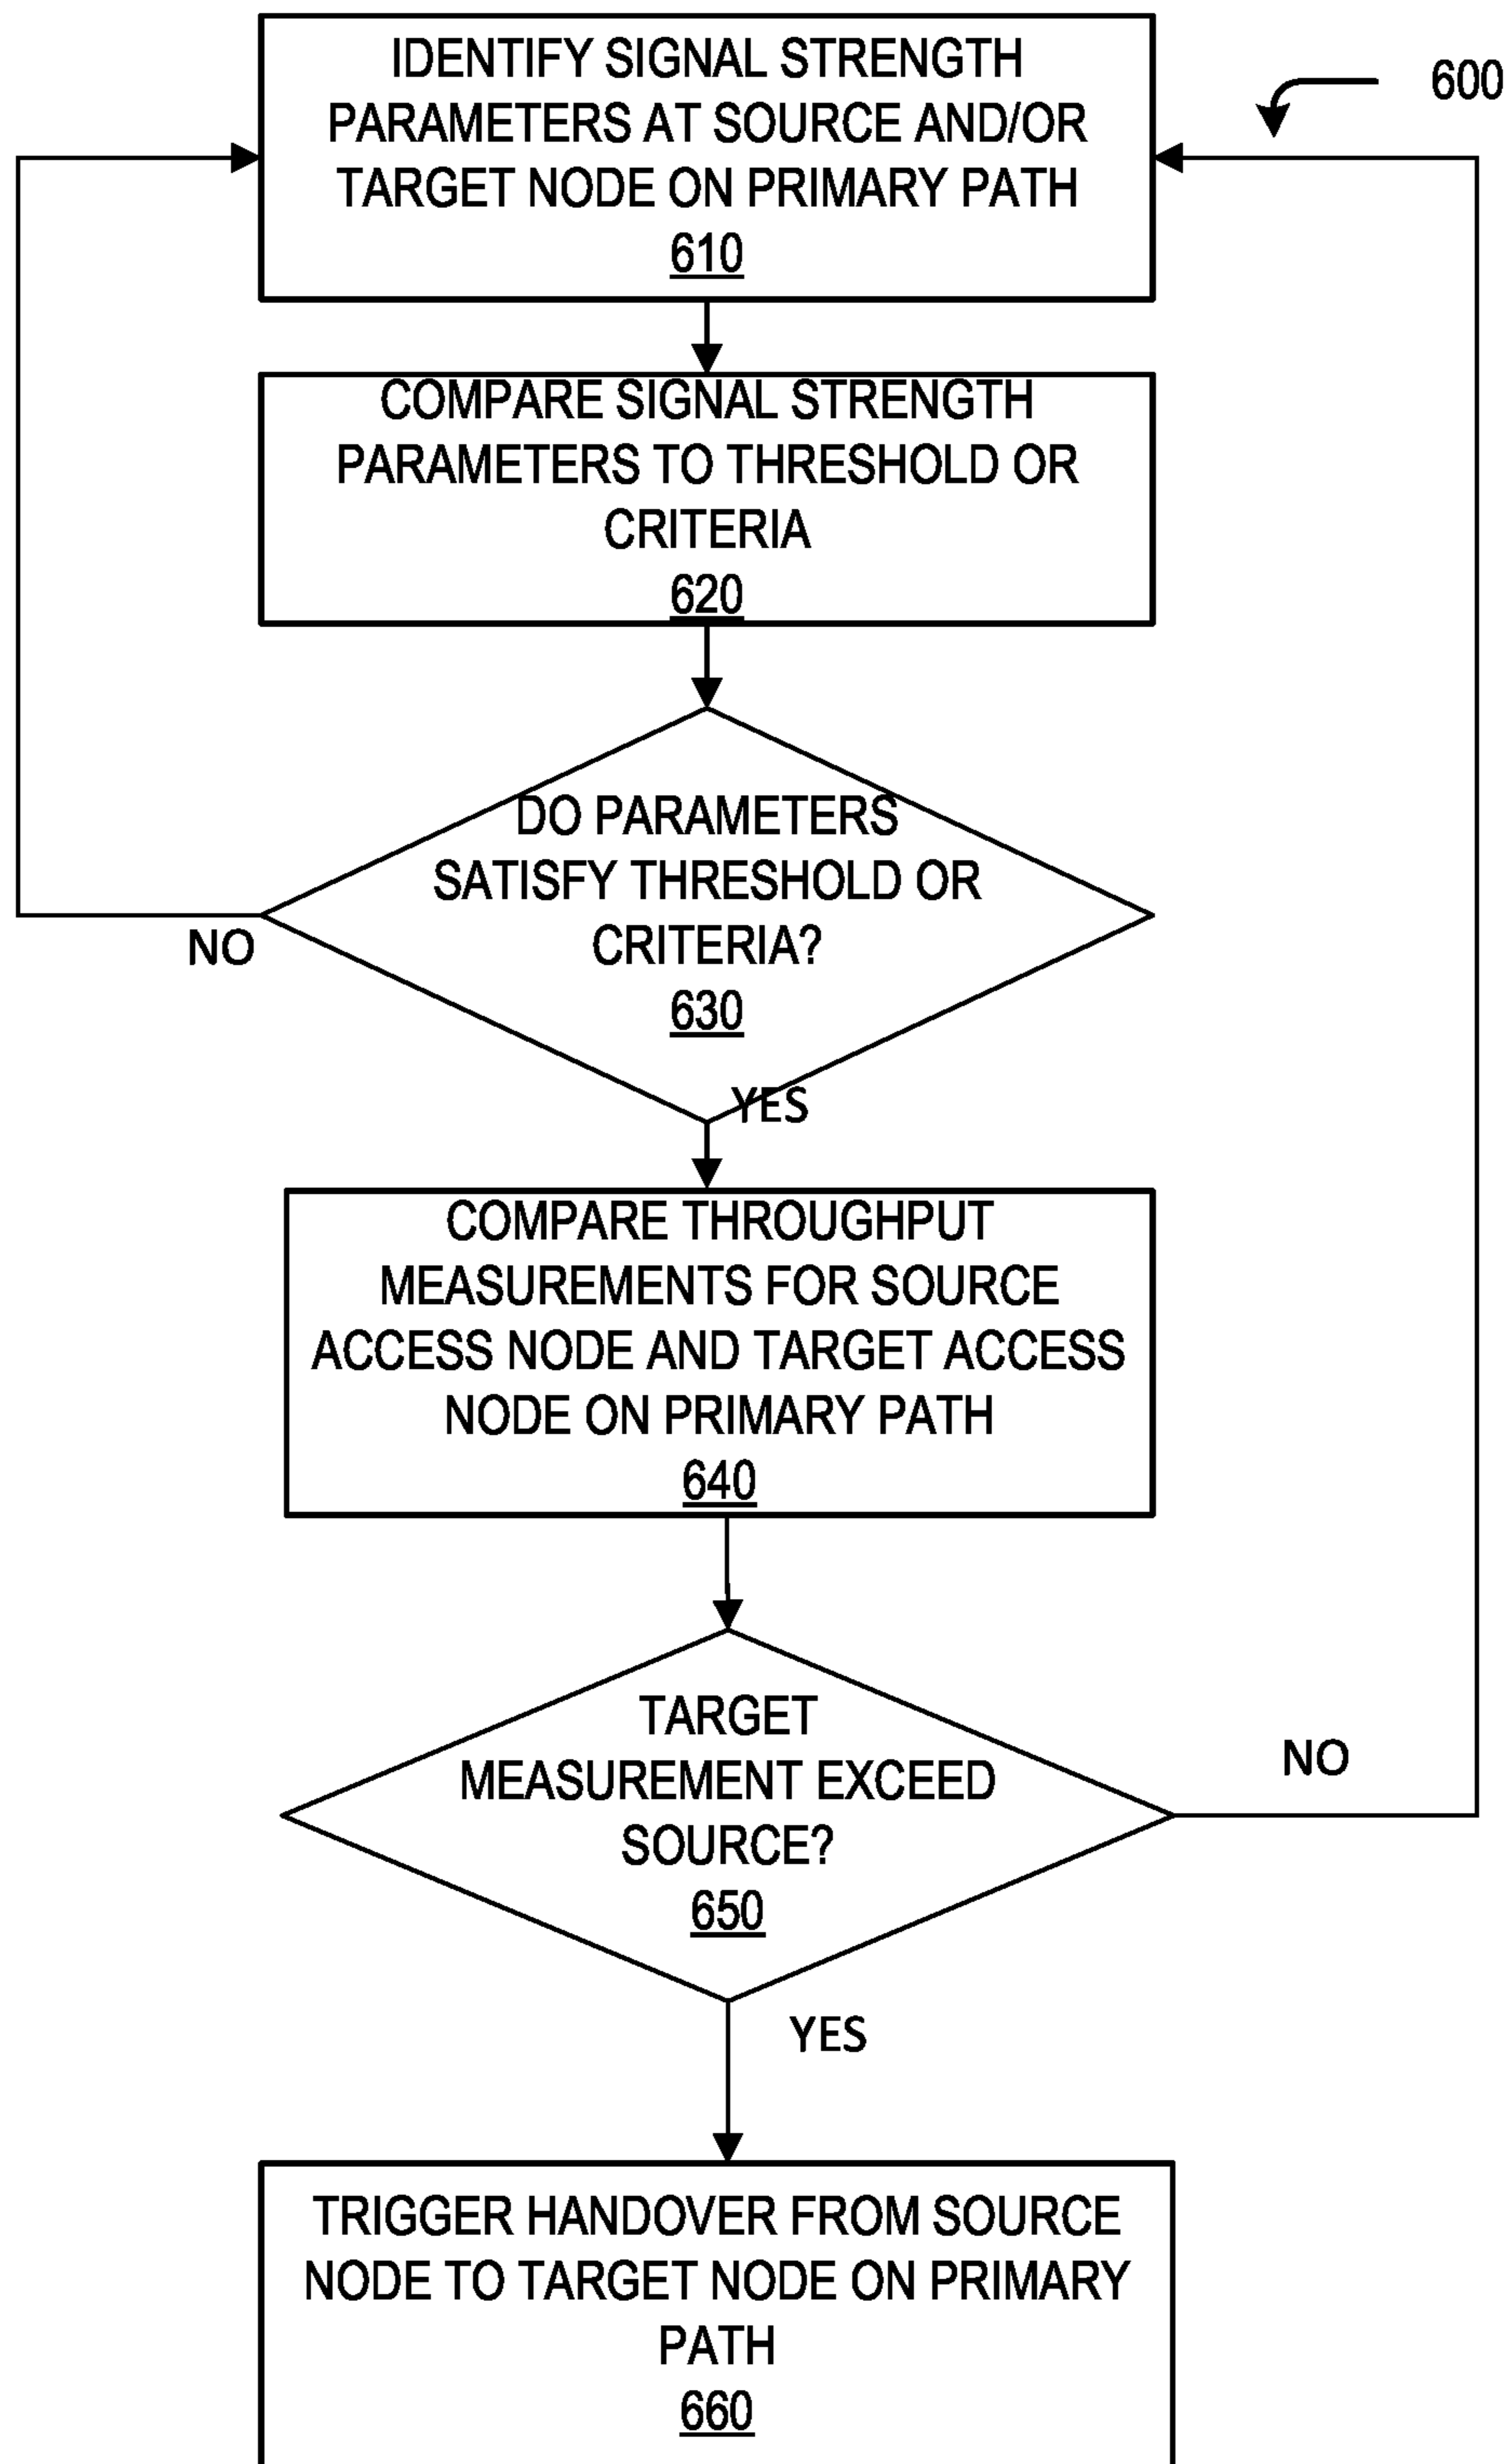 IDENTIFY SIGNAL STRENGTH
PARAMETERS AT SOURCE AND/OR
TARGET NODE ON PRIMARY PATH
610
600
COMPARE SIGNAL STRENGTH
PARAMETERS TO THRESHOLD OR
CRITERIA
620
DO PARAMETERS
SATISFY THRESHOLD OR
CRITERIA?
630
NO
YES
COMPARE THROUGHPUT
MEASUREMENTS FOR SOURCE
ACCESS NODE AND TARGET ACCESS
NODE ON PRIMARY PATH
640
TARGET
MEASUREMENT EXCEED
SOURCE?
650
NO
YES
TRIGGER HANDOVER FROM SOURCE
NODE TO TARGET NODE ON PRIMARY
PATH
660